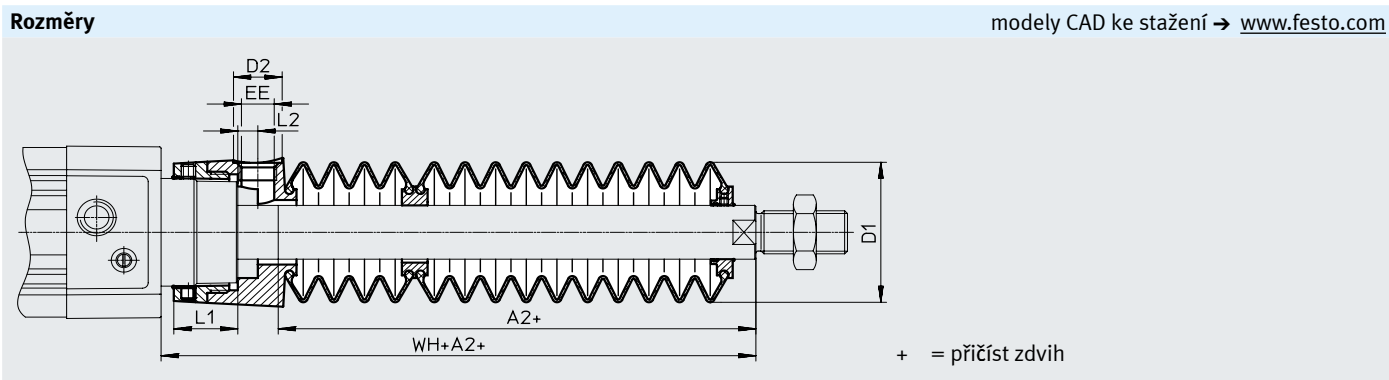 Rozměry
modely CAD ke stažení ➔ www.festo.com
D2
EE
L2
D1
L1
A2+
WH+A2+
+ = přičíst zdvih